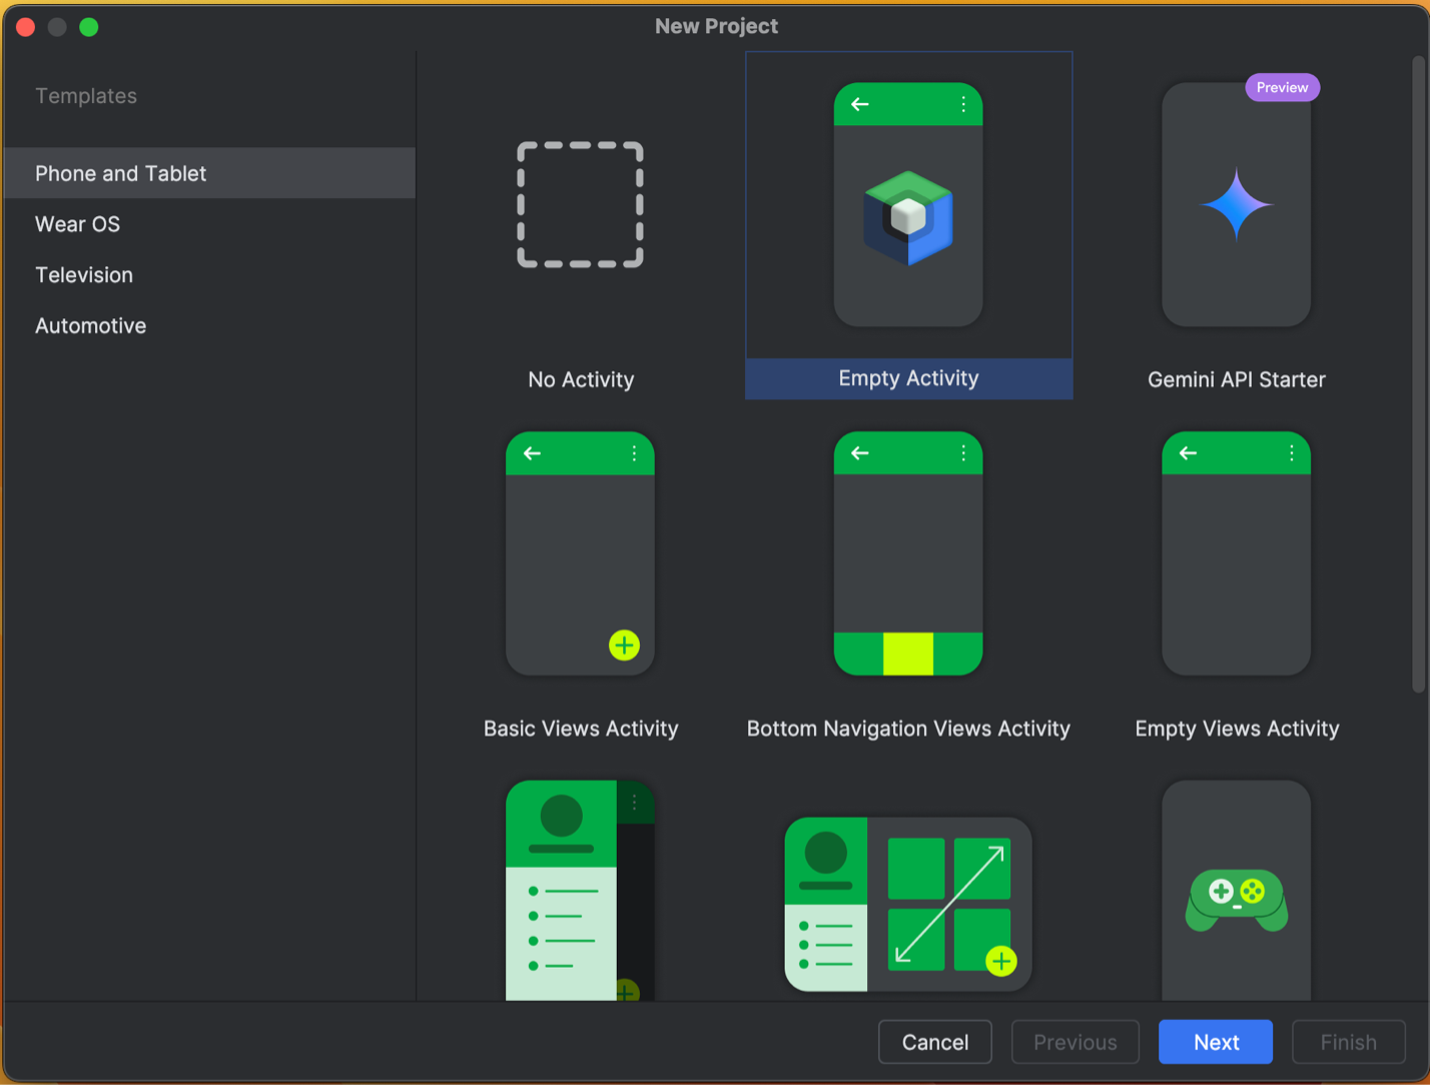 New Project
Templates
Phone and Tablet
Wear OS
Television
Automotive
Preview
No Activity
Empty Activity
Gemini API Starter
Basic Views Activity
Bottom Navigation Views Activity
Empty Views Activity
Cancel
Previous
Next
Finish